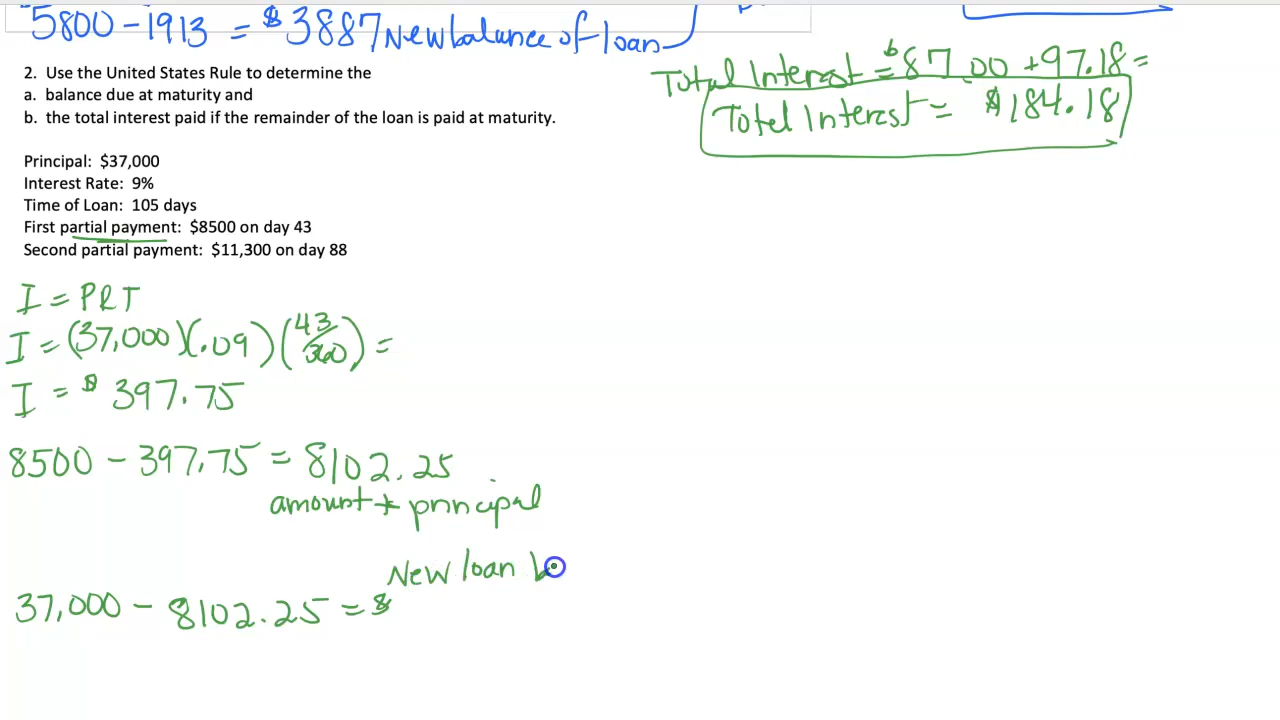 5800 - 1913 = $3887 New balance of loan
Total Interest = $87.00 + 97.18 =
Total Interest = $184.18
2. Use the United States Rule to determine the
a. balance due at maturity and
b. the total interest paid if the remainder of the loan is paid at maturity.
Principal: $37,000
Interest Rate: 9%
Time of Loan: 105 days
First partial payment: $8500 on day 43
Second partial payment: $11,300 on day 88
I = PRT
I = (37,000)(.09)(43/360) =
I = $397.75
8500 - 397.75 = 8102.25
amount + principal
New loan b
37,000 - 8102.25 = $